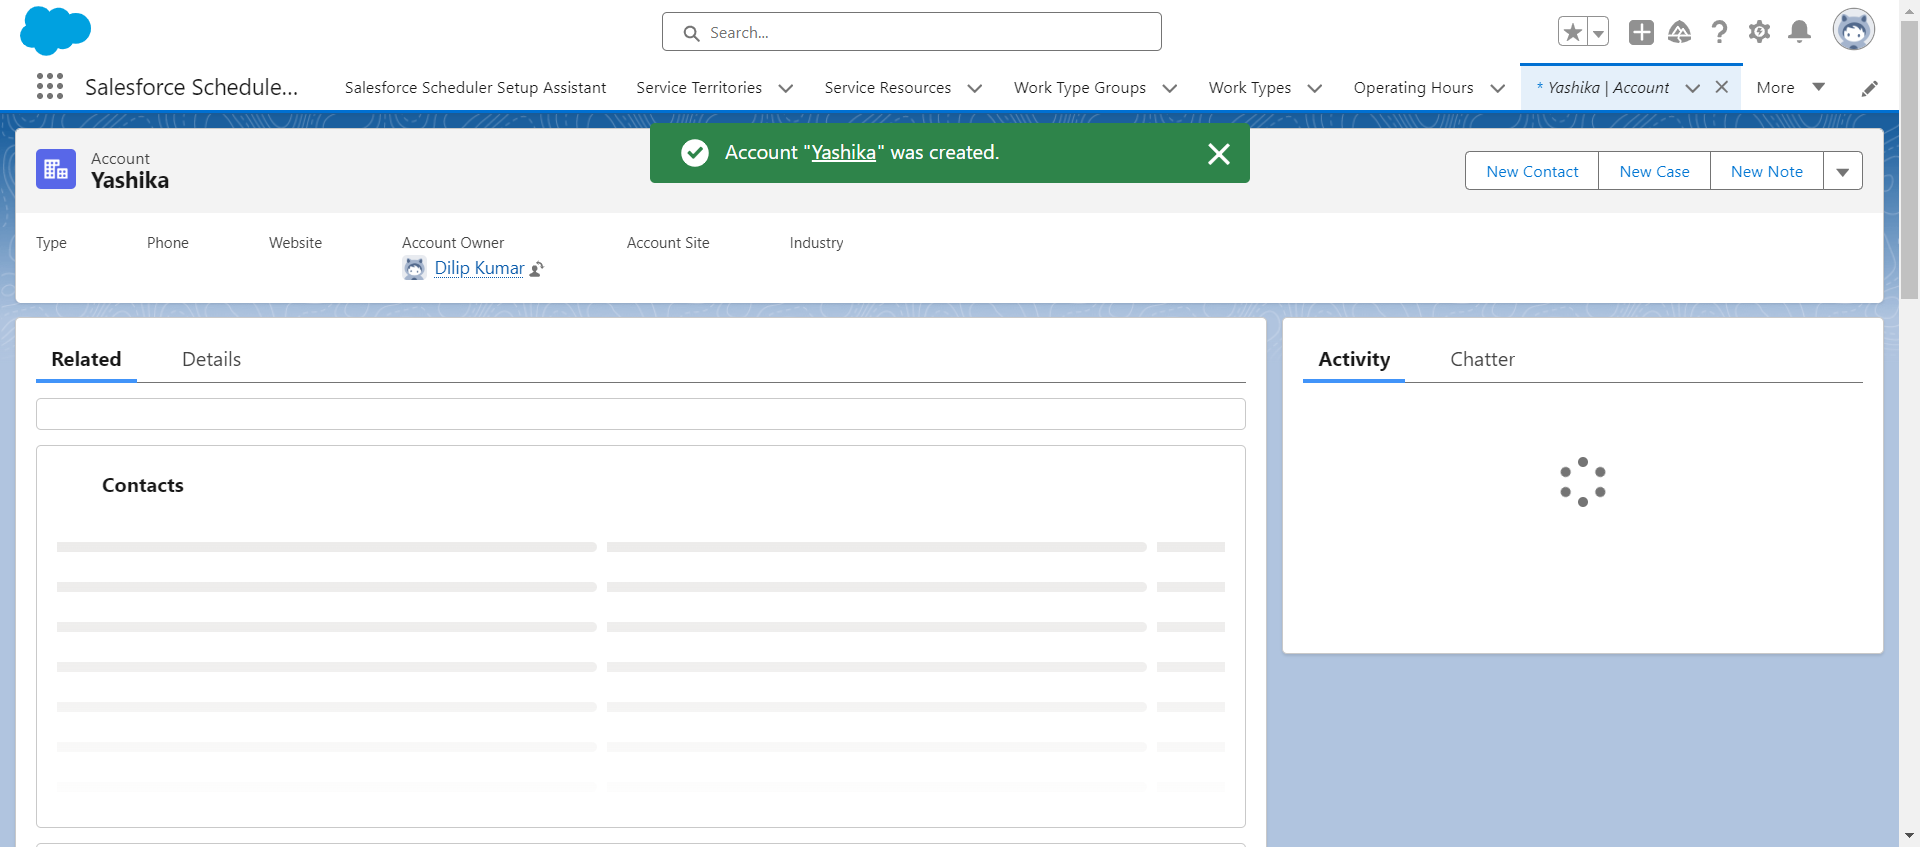 Search...
Salesforce Schedule...
Salesforce Scheduler Setup Assistant
Service Territories
Service Resources
Work Type Groups
Work Types
Operating Hours
* Yashika | Account
More
Account
Yashika
Account "Yashika" was created.
New Contact
New Case
New Note
Type
Phone
Website
Account Owner
Account Site
Industry
Dilip Kumar
Related
Details
Activity
Chatter
Contacts